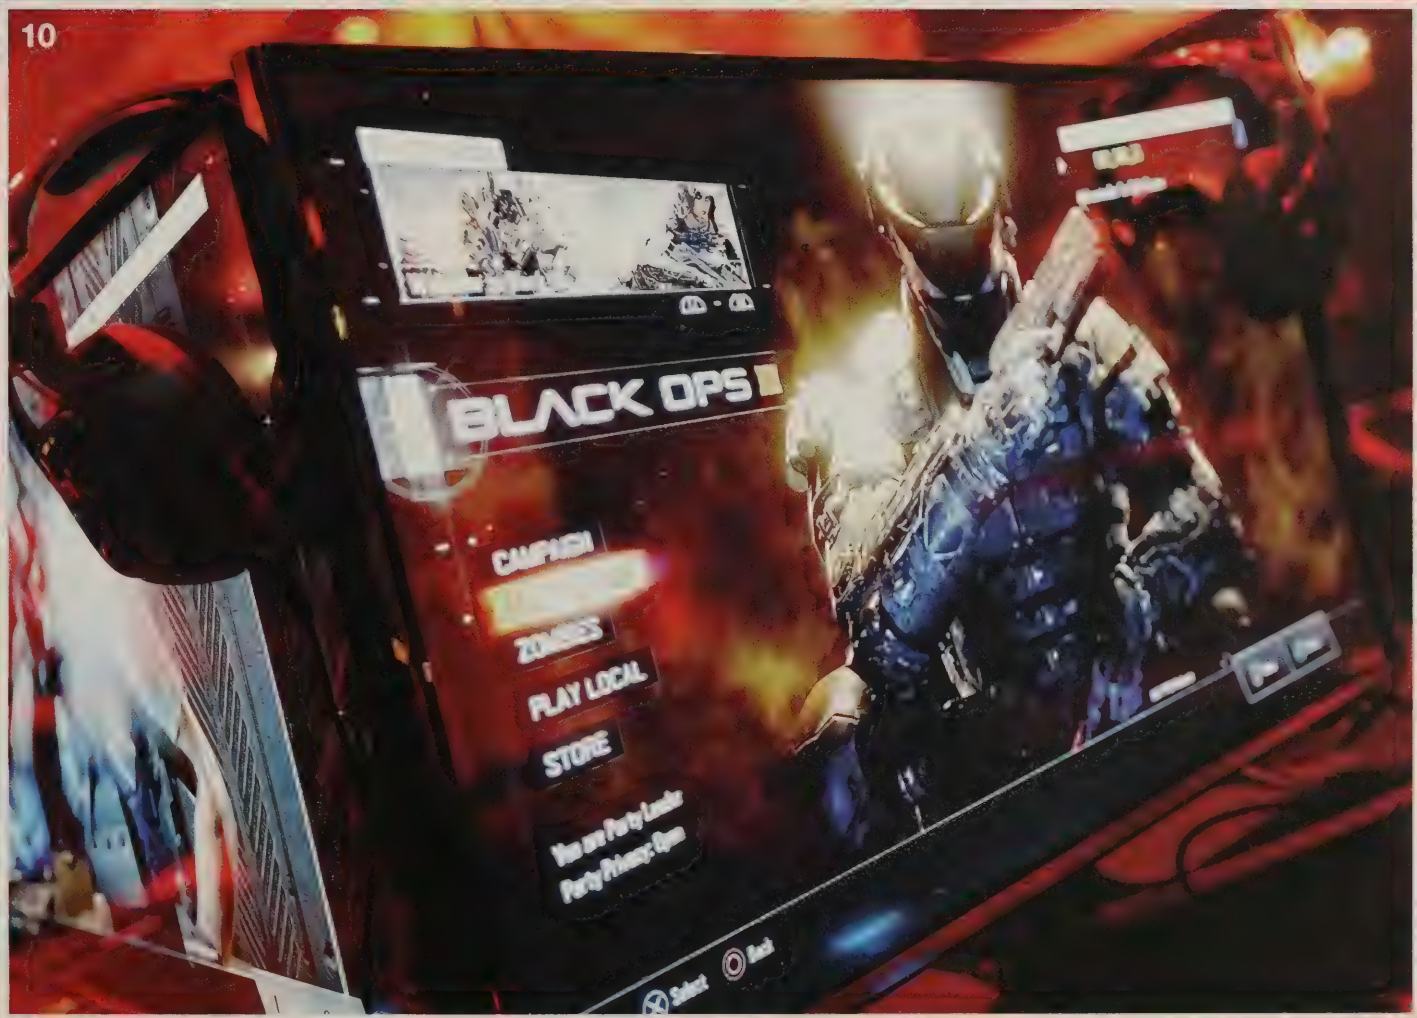 10
BLACK OPS
CAMPAIGN
ZOMBIES
PLAY LOCAL
STORE
You are Party Leader
Party Privacy: Open
Select
Back